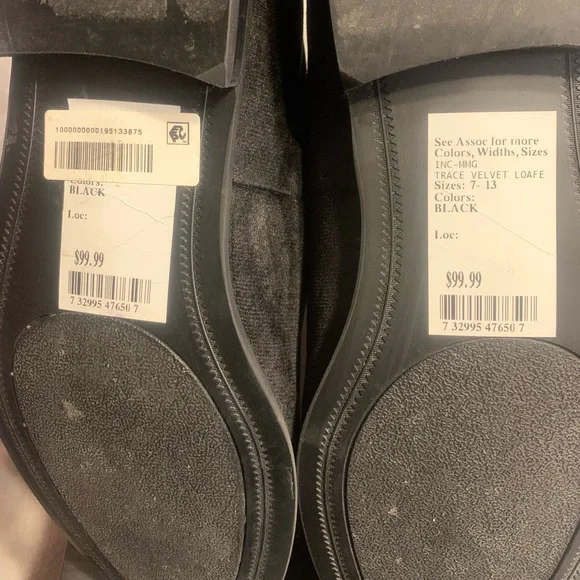 1000000000195133875
Colors:
BLACK
Loc:
$99.99
7 32995 47650 7
See Assoc for more
Colors, Widths, Sizes
INC-MMG
TRACE VELVET LOAFE
Sizes: 7- 13
Colors:
BLACK
Loc:
$99.99
7 32995 47650 7